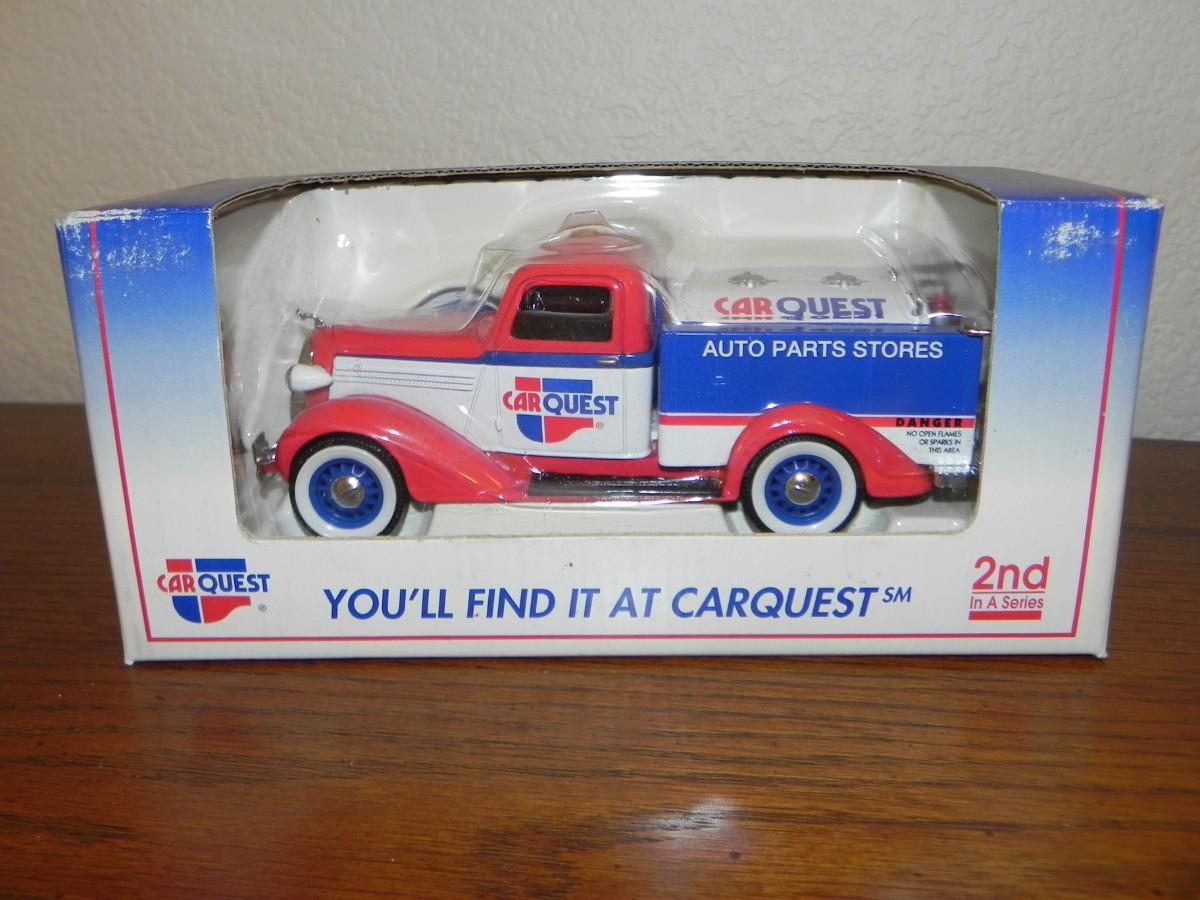 CARQUEST
AUTO PARTS STORES
CARQUEST®
DANGER
NO OPEN FLAMES
OR SPARKS IN
THIS AREA
CARQUEST®
YOU'LL FIND IT AT CARQUEST SM
2nd
In A Series